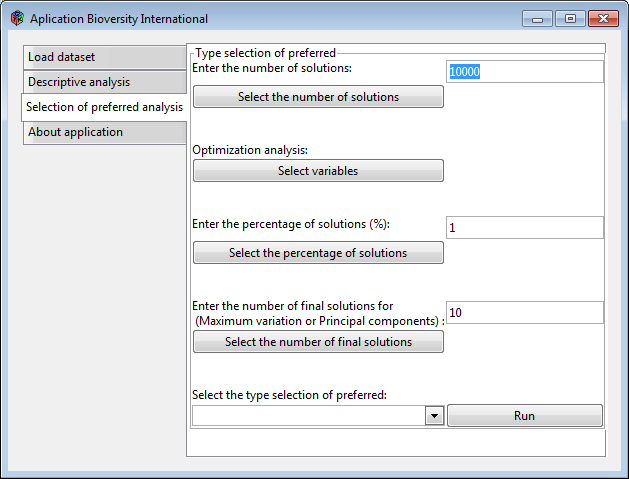 Aplication Bioversity International
Load dataset
Descriptive analysis
Selection of preferred analysis
About application
Type selection of preferred
Enter the number of solutions:
10000
Select the number of solutions
Optimization analysis:
Select variables
Enter the percentage of solutions (%):
1
Select the percentage of solutions
Enter the number of final solutions for
(Maximum variation or Principal components) :
10
Select the number of final solutions
Select the type selection of preferred:
Run